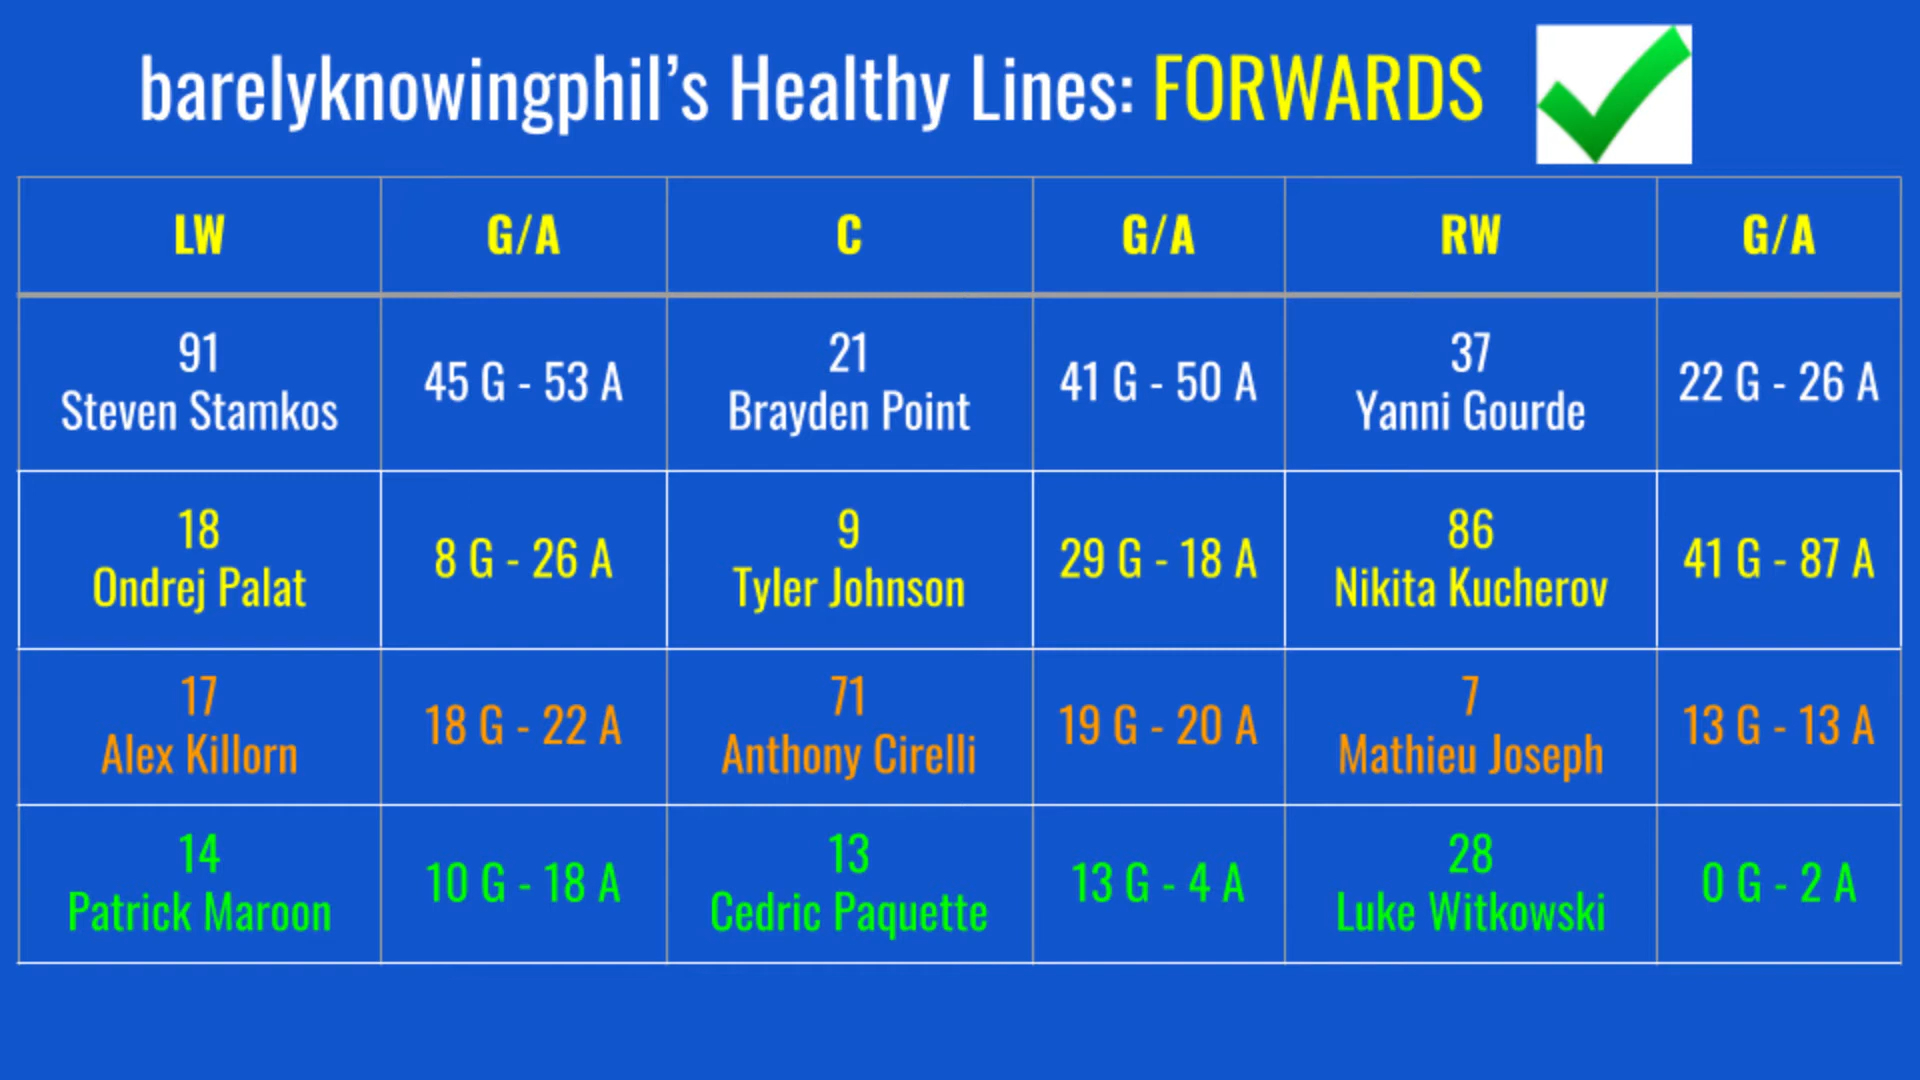 barelyknowingphil's Healthy Lines: FORWARDS
LW G/A C G/A RW G/A
91
Steven Stamkos
45 G - 53 A
21
Brayden Point
41 G - 50 A
37
Yanni Gourde
22 G - 26 A
18
Ondrej Palat
8 G - 26 A
9
Tyler Johnson
29 G - 18 A
86
Nikita Kucherov
41 G - 87 A
17
Alex Killorn
18 G - 22 A
71
Anthony Cirelli
19 G - 20 A
7
Mathieu Joseph
13 G - 13 A
14
Patrick Maroon
10 G - 18 A
13
Cedric Paquette
13 G - 4 A
28
Luke Witkowski
0 G - 2 A